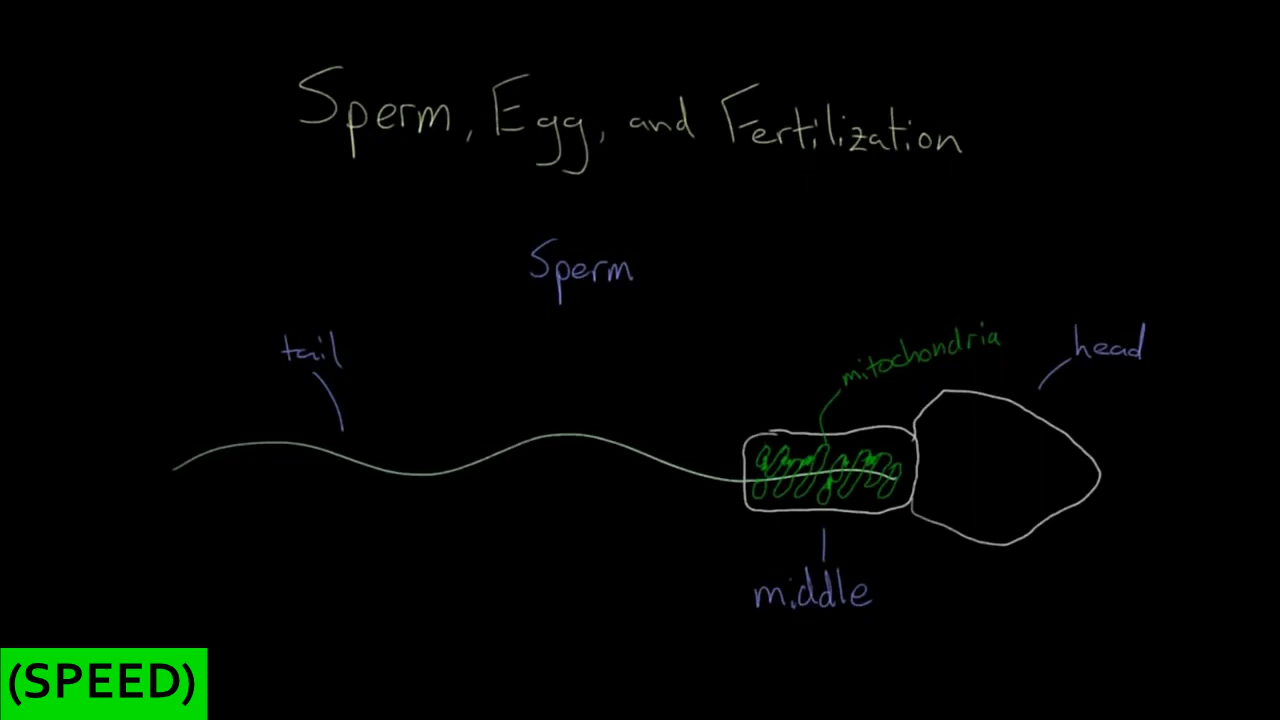 Sperm, Egg, and Fertilization
Sperm
tail
mitochondria
head
middle
(SPEED)